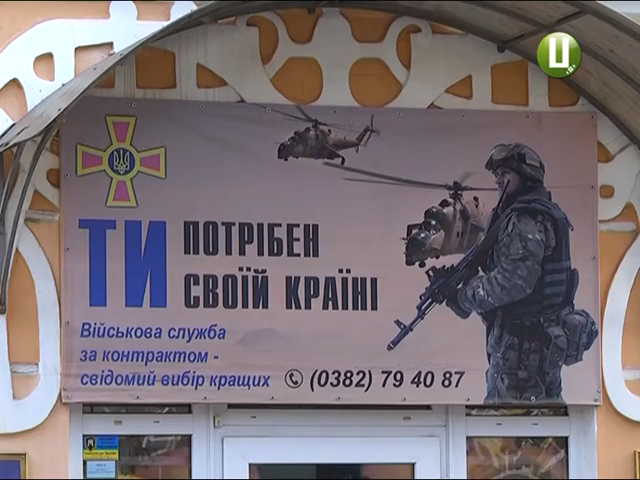 Ц
ТИ ПОТРІБЕН
СВОЇЙ КРАЇНІ
Військова служба
за контрактом -
свідомий вибір кращих
(0382) 79 40 87